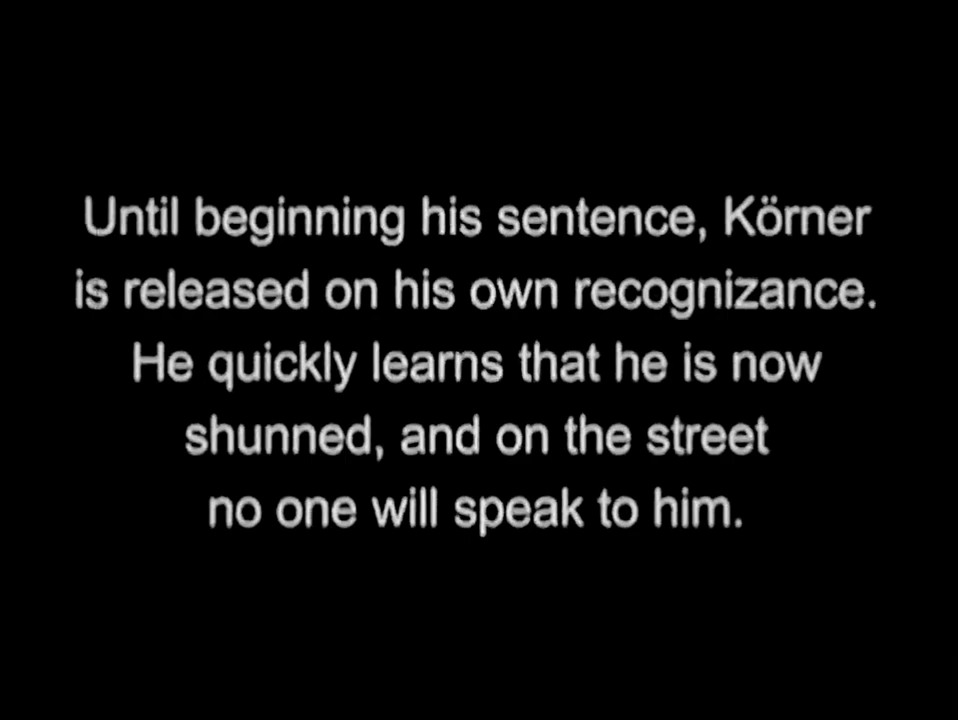 Until beginning his sentence, Körner
is released on his own recognizance.
He quickly learns that he is now
shunned, and on the street
no one will speak to him.